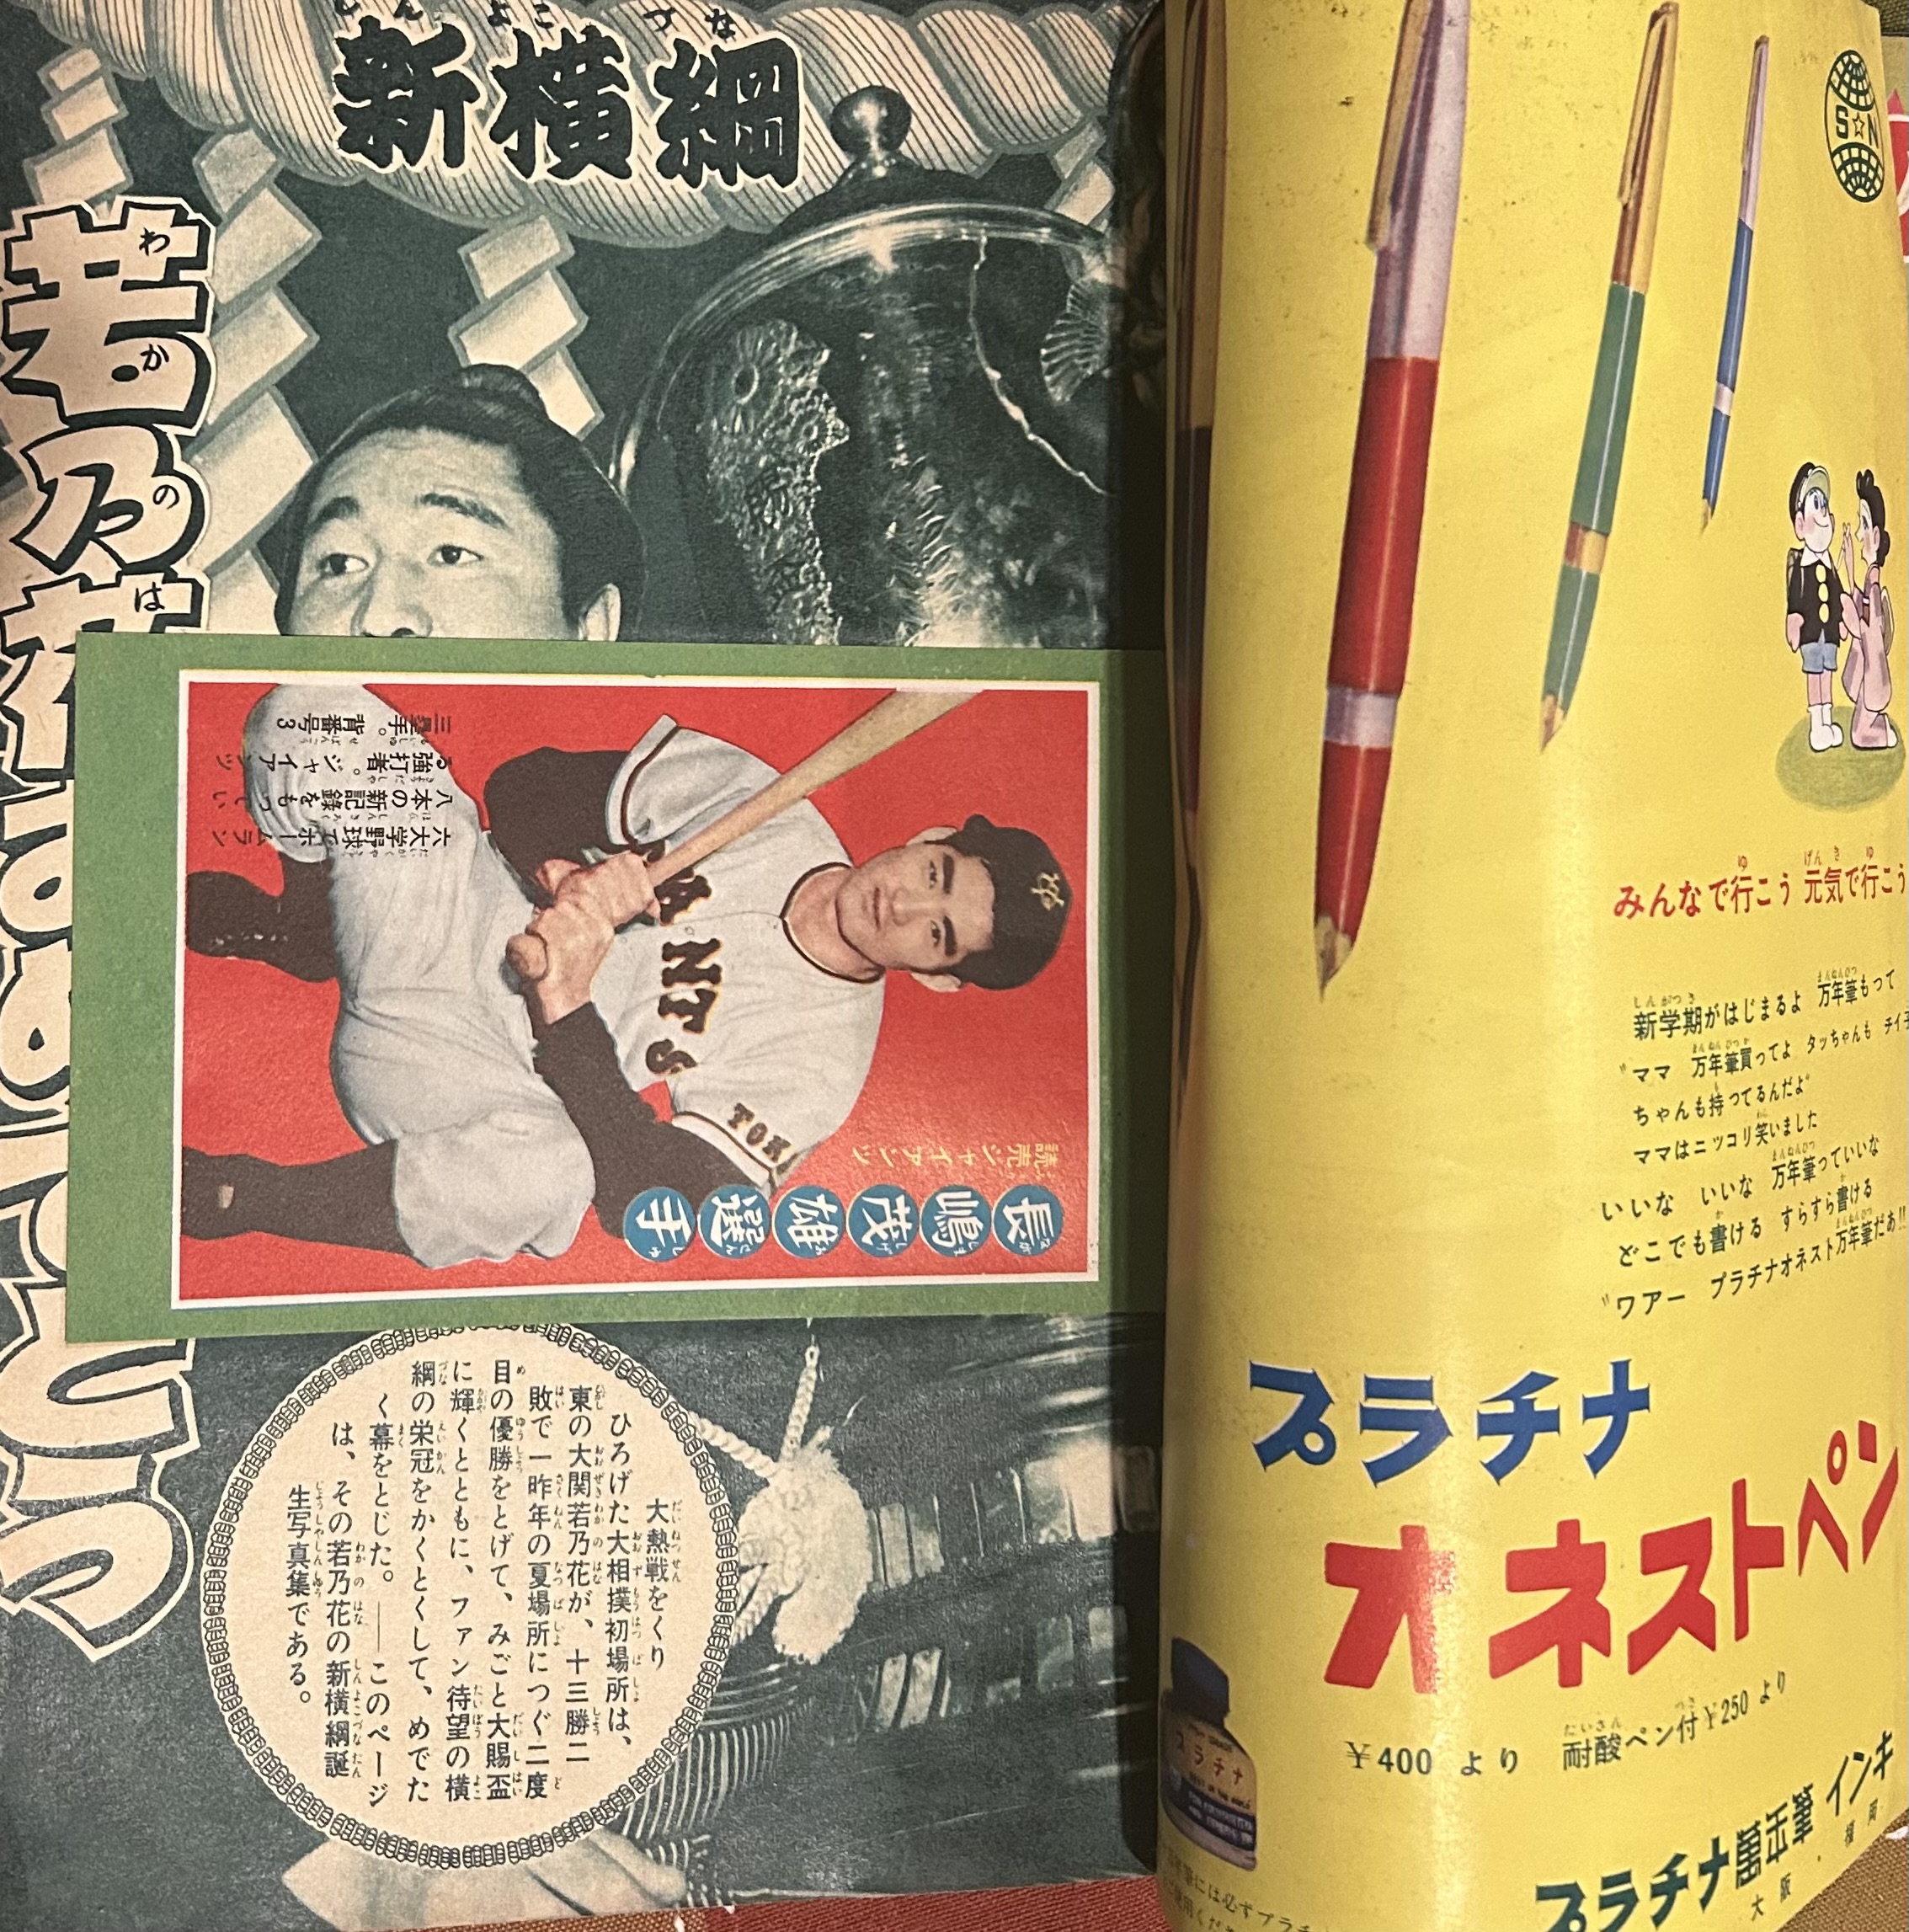 新横綱
若乃花
大熱戦をくり
ひろげた大相撲初場所は、
東の大関若乃花が、十三勝二
敗で一昨年の夏場所につぐ二度
目の優勝をとげて、みごと大賜盃
に輝くとともに、ファン待望の横
綱の栄冠をかくとくして、めでた
く幕をとじた。――このページ
は、その若乃花の新横綱誕
生写真集である。
読売ジャイアンツ
長嶋茂雄選手
六大学野球でホームラン
八本の新記録をもってい
る強打者。ジャイアンツ
三塁手。背番号3
ANTS
TOK
S☆N
みんなで行こう 元気で行こう
新学期がはじまるよ 万年筆もって
"ママ 万年筆買ってよ タッちゃんも チイ子
ちゃんも持つてるんだよ"
ママはニッコリ笑いました
いいな いいな 万年筆っていいな
どこでも書ける すらすら書ける
"ワアー プラチナオネスト万年筆だあ!!
プラチナ
オネストペン
¥400 より 耐酸ペン付¥250 より
プラチナ
プラチナ萬年筆 インキ
大阪・福岡